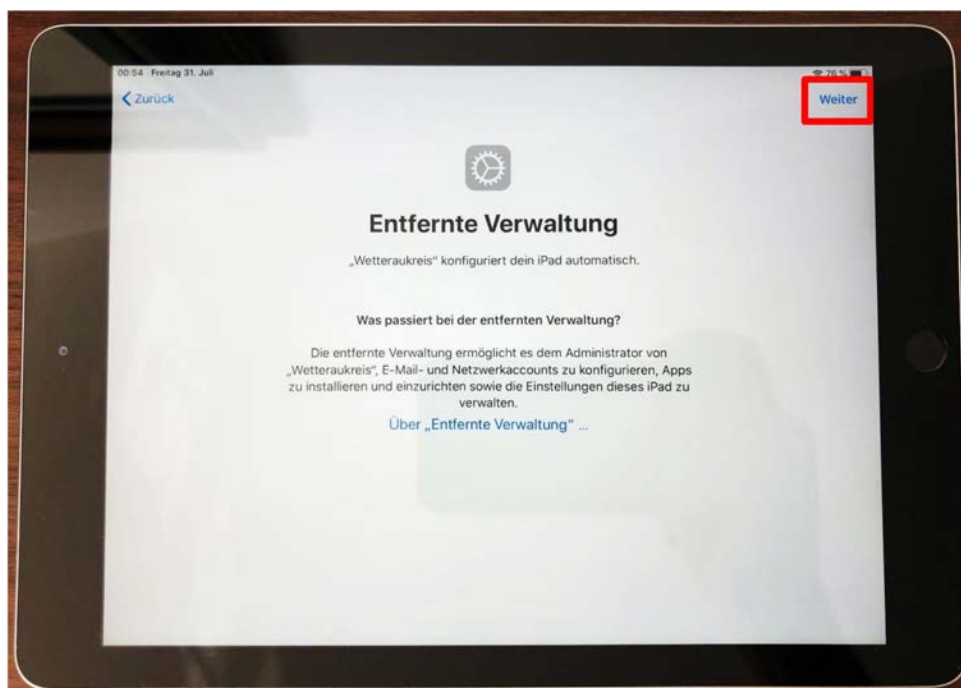 00:54 Freitag 31. Juli
76 %
Zurück
Weiter
Entfernte Verwaltung
„Wetteraukreis“ konfiguriert dein iPad automatisch.
Was passiert bei der entfernten Verwaltung?
Die entfernte Verwaltung ermöglicht es dem Administrator von
„Wetteraukreis“, E-Mail- und Netzwerkaccounts zu konfigurieren, Apps
zu installieren und einzurichten sowie die Einstellungen dieses iPad zu
verwalten.
Über „Entfernte Verwaltung“ ...